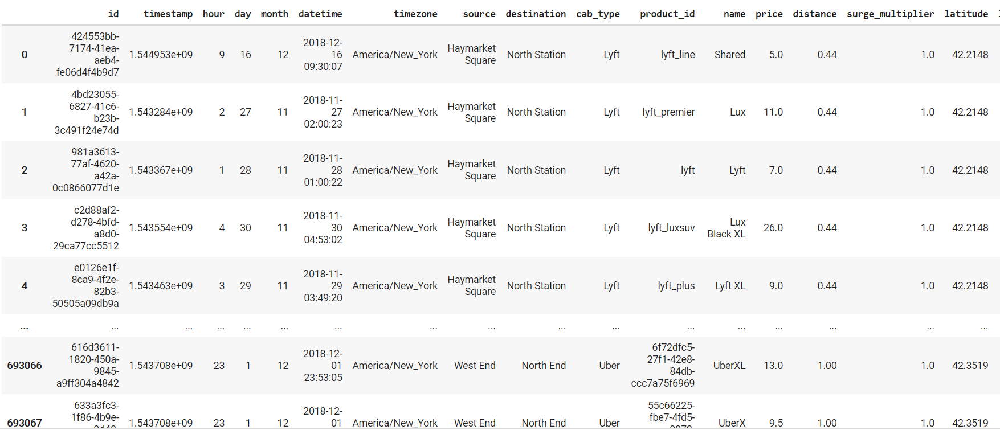 id timestamp hour day month datetime timezone source destination cab_type product_id name price distance surge_multiplier latitude
0 424553bb-7174-41ea-aeb4-fe06d4f4b9d7 1.544953e+09 9 16 12 2018-12-16 09:30:07 America/New_York Haymarket Square North Station Lyft lyft_line Shared 5.0 0.44 1.0 42.2148
1 4bd23055-6827-41c6-b23b-3c491f24e74d 1.543284e+09 2 27 11 2018-11-27 02:00:23 America/New_York Haymarket Square North Station Lyft lyft_premier Lux 11.0 0.44 1.0 42.2148
2 981a3613-77af-4620-a42a-0c0866077d1e 1.543367e+09 1 28 11 2018-11-28 01:00:22 America/New_York Haymarket Square North Station Lyft lyft Lyft 7.0 0.44 1.0 42.2148
3 c2d88af2-d278-4bfd-a8d0-29ca77cc5512 1.543554e+09 4 30 11 2018-11-30 04:53:02 America/New_York Haymarket Square North Station Lyft lyft_luxsuv Lux Black XL 26.0 0.44 1.0 42.2148
4 e0126e1f-8ca9-4f2e-82b3-50505a09db9a 1.543463e+09 3 29 11 2018-11-29 03:49:20 America/New_York Haymarket Square North Station Lyft lyft_plus Lyft XL 9.0 0.44 1.0 42.2148
... ... ... ... ... ... ... ... ... ... ... ... ... ... ... ... ...
693066 616d3611-1820-450a-9845-a9ff304a4842 1.543708e+09 23 1 12 2018-12-01 23:53:05 America/New_York West End North End Uber 6f72dfc5-27f1-42e8-84db-ccc7a75f6969 UberXL 13.0 1.00 1.0 42.3519
693067 633a3fc3-1f86-4b9e- 1.543708e+09 23 1 12 2018-12-01 America/New_York West End North End Uber 55c66225-fbe7-4fd5- UberX 9.5 1.00 1.0 42.3519